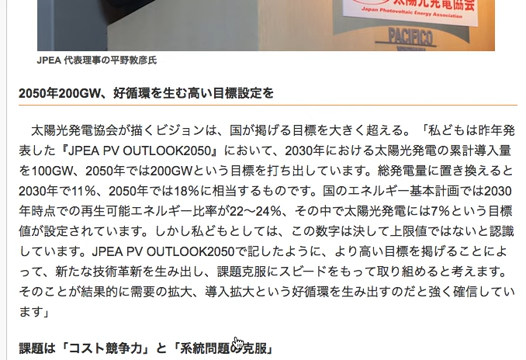 太陽光発電協会
Japan Photovoltaic Energy Association
PACIFICO
JPEA 代表理事の平野敦彦氏
2050年200GW、好循環を生む高い目標設定を
太陽光発電協会が描くビジョンは、国が掲げる目標を大きく超える。「私どもは昨年発
表した『JPEA PV OUTLOOK2050』において、2030年における太陽光発電の累計導入量
を100GW、2050年では200GWという目標を打ち出しています。総発電量に置き換えると
2030年で11%、2050年では18%に相当するものです。国のエネルギー基本計画では2030
年時点での再生可能エネルギー比率が22〜24%、その中で太陽光発電には7%という目標
値が設定されています。しかし私どもとしては、この数字は決して上限値ではないと認識
しています。JPEA PV OUTLOOK2050で記したように、より高い目標を掲げることによ
って、新たな技術革新を生み出し、課題克服にスピードをもって取り組めると考えます。
そのことが結果的に需要の拡大、導入拡大という好循環を生み出すのだと強く確信してい
ます」
課題は「コスト競争力」と「系統問題の克服」